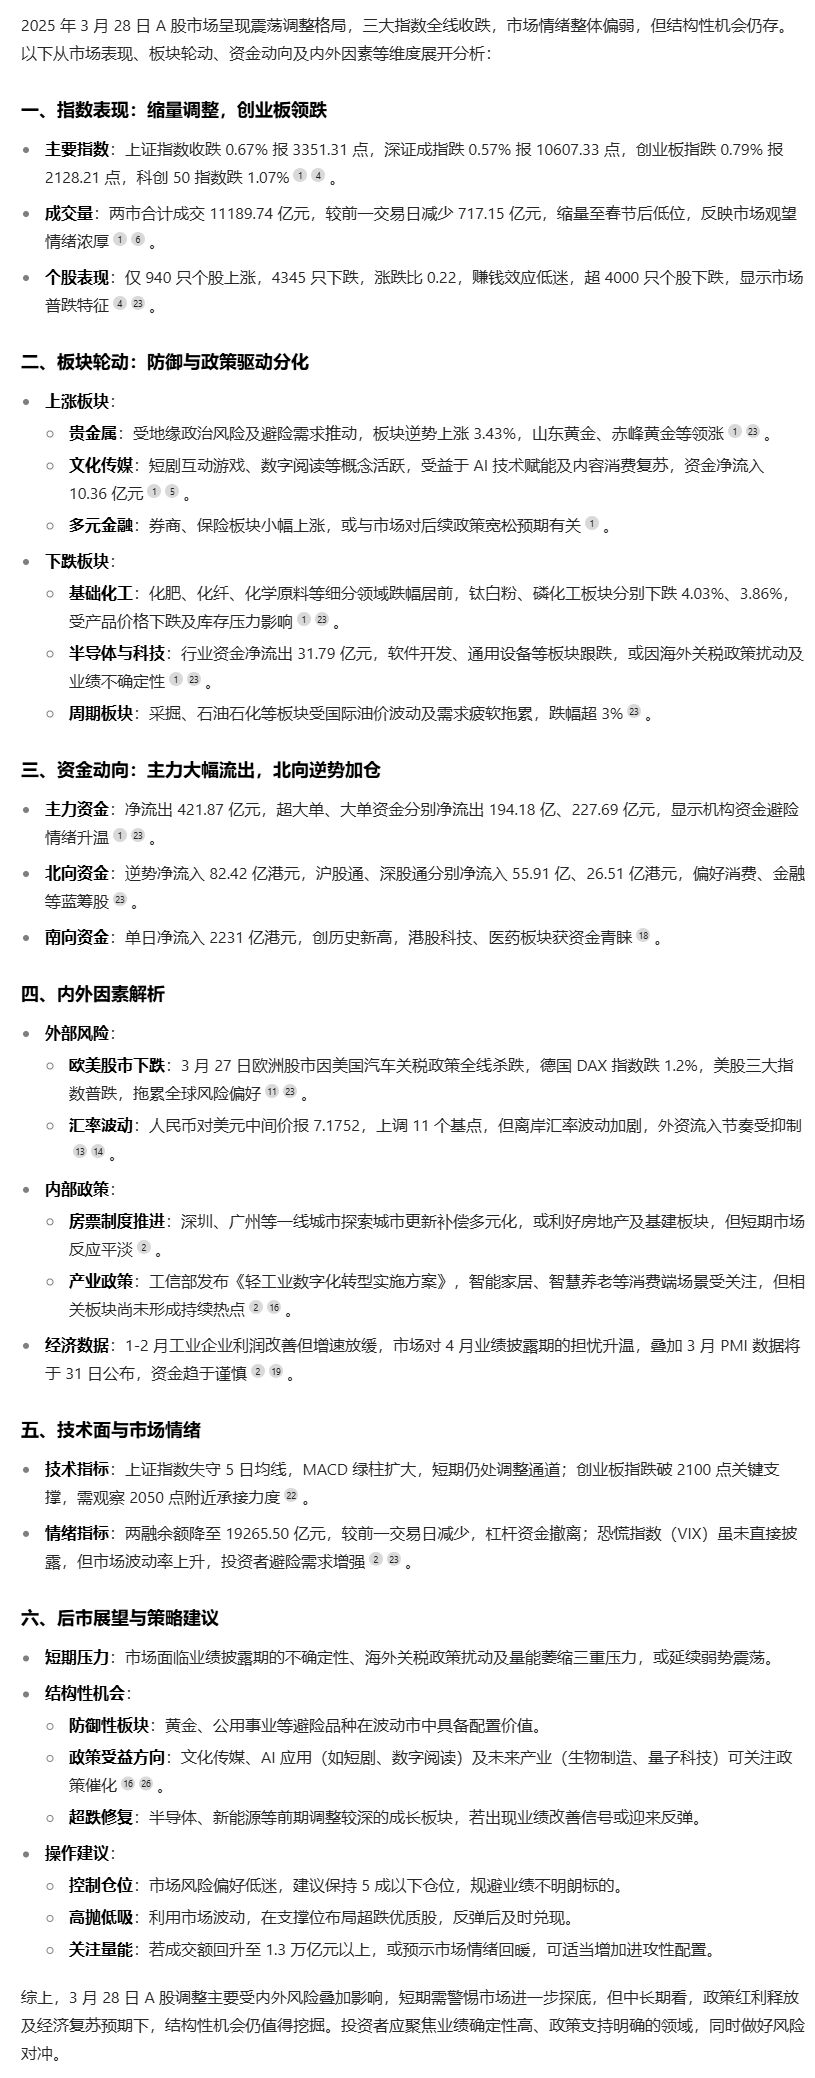 2025 年 3 月 28 日 A 股市场呈现震荡调整格局，三大指数全线收跌，市场情绪整体偏弱，但结构性机会仍存。
以下从市场表现、板块轮动、资金动向及内外因素等维度展开分析：
一、指数表现：缩量调整，创业板领跌
主要指数：上证指数收跌 0.67% 报 3351.31 点，深证成指跌 0.57% 报 10607.33 点，创业板指跌 0.79% 报
2128.21 点，科创 50 指数跌 1.07% 1 4 。
成交量：两市合计成交 11189.74 亿元，较前一交易日减少 717.15 亿元，缩量至春节后低位，反映市场观望
情绪浓厚 1 6 。
个股表现：仅 940 只个股上涨，4345 只下跌，涨跌比 0.22，赚钱效应低迷，超 4000 只个股下跌，显示市场
普跌特征 4 23 。
二、板块轮动：防御与政策驱动分化
上涨板块：
贵金属：受地缘政治风险及避险需求推动，板块逆势上涨 3.43%，山东黄金、赤峰黄金等领涨 1 23 。
文化传媒：短剧互动游戏、数字阅读等概念活跃，受益于 AI 技术赋能及内容消费复苏，资金净流入
10.36 亿元 1 5 。
多元金融：券商、保险板块小幅上涨，或与市场对后续政策宽松预期有关 1 。
下跌板块：
基础化工：化肥、化纤、化学原料等细分领域跌幅居前，钛白粉、磷化工板块分别下跌 4.03%、3.86%，
受产品价格下跌及库存压力影响 1 23 。
半导体与科技：行业资金净流出 31.79 亿元，软件开发、通用设备等板块跟跌，或因海外关税政策扰动及
业绩不确定性 1 23 。
周期板块：采掘、石油石化等板块受国际油价波动及需求疲软拖累，跌幅超 3% 23 。
三、资金动向：主力大幅流出，北向逆势加仓
主力资金：净流出 421.87 亿元，超大单、大单资金分别净流出 194.18 亿、227.69 亿元，显示机构资金避险
情绪升温 1 23 。
北向资金：逆势净流入 82.42 亿港元，沪股通、深股通分别净流入 55.91 亿、26.51 亿港元，偏好消费、金融
等蓝筹股 23 。
南向资金：单日净流入 2231 亿港元，创历史新高，港股科技、医药板块获资金青睐 18 。
四、内外因素解析
外部风险：
欧美股市下跌：3 月 27 日欧洲股市因美国汽车关税政策全线杀跌，德国 DAX 指数跌 1.2%，美股三大指
数普跌，拖累全球风险偏好 11 23 。
汇率波动：人民币对美元中间价报 7.1752，上调 11 个基点，但离岸汇率波动加剧，外资流入节奏受抑制
13 14 。
内部政策：
房票制度推进：深圳、广州等一线城市探索城市更新补偿多元化，或利好房地产及基建板块，但短期市场
反应平淡 2 。
产业政策：工信部发布《轻工业数字化转型实施方案》，智能家居、智慧养老等消费端场景受关注，但相
关板块尚未形成持续热点 2 16 。
经济数据：1-2 月工业企业利润改善但增速放缓，市场对 4 月业绩披露期的担忧升温，叠加 3 月 PMI 数据将
于 31 日公布，资金趋于谨慎 2 19 。
五、技术面与市场情绪
技术指标：上证指数失守 5 日均线，MACD 绿柱扩大，短期仍处调整通道；创业板指跌破 2100 点关键支
撑，需观察 2050 点附近承接力度 22 。
情绪指标：两融余额降至 19265.50 亿元，较前一交易日减少，杠杆资金撤离；恐慌指数（VIX）虽未直接披
露，但市场波动率上升，投资者避险需求增强 2 23 。
六、后市展望与策略建议
短期压力：市场面临业绩披露期的不确定性、海外关税政策扰动及量能萎缩三重压力，或延续弱势震荡。
结构性机会：
防御性板块：黄金、公用事业等避险品种在波动市中具备配置价值。
政策受益方向：文化传媒、AI 应用（如短剧、数字阅读）及未来产业（生物制造、量子科技）可关注政
策催化 16 26 。
超跌修复：半导体、新能源等前期调整较深的成长板块，若出现业绩改善信号或迎来反弹。
操作建议：
控制仓位：市场风险偏好低迷，建议保持 5 成以下仓位，规避业绩不明朗标的。
高抛低吸：利用市场波动，在支撑位布局超跌优质股，反弹后及时兑现。
关注量能：若成交额回升至 1.3 万亿元以上，或预示市场情绪回暖，可适当增加进攻性配置。
综上，3 月 28 日 A 股调整主要受内外风险叠加影响，短期需警惕市场进一步探底，但中长期看，政策红利释放
及经济复苏预期下，结构性机会仍值得挖掘。投资者应聚焦业绩确定性高、政策支持明确的领域，同时做好风险
对冲。